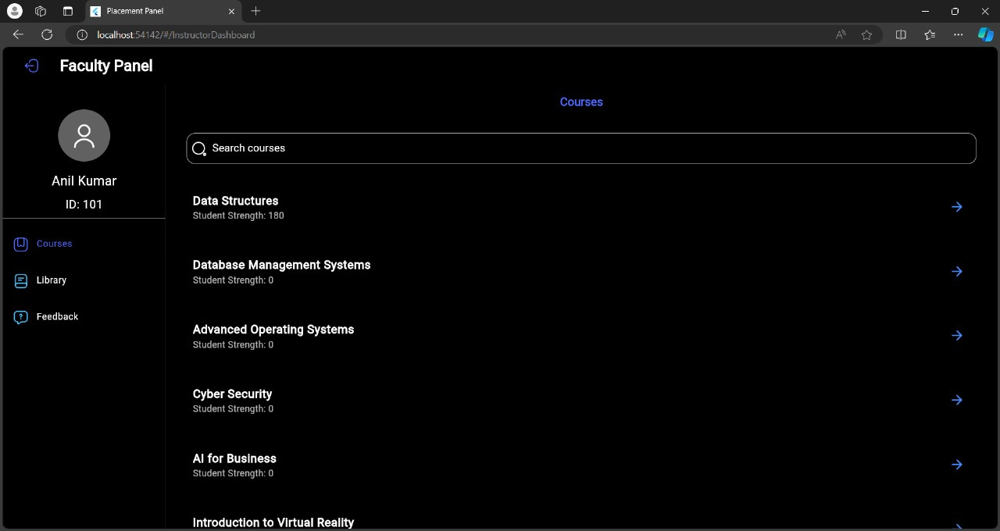 Placement Panel
localhost:54142/#/InstructorDashboard
Faculty Panel
Anil Kumar
ID: 101
Courses
Library
Feedback
Courses
Search courses
Data Structures
Student Strength: 180
Database Management Systems
Student Strength: 0
Advanced Operating Systems
Student Strength: 0
Cyber Security
Student Strength: 0
AI for Business
Student Strength: 0
Introduction to Virtual Reality